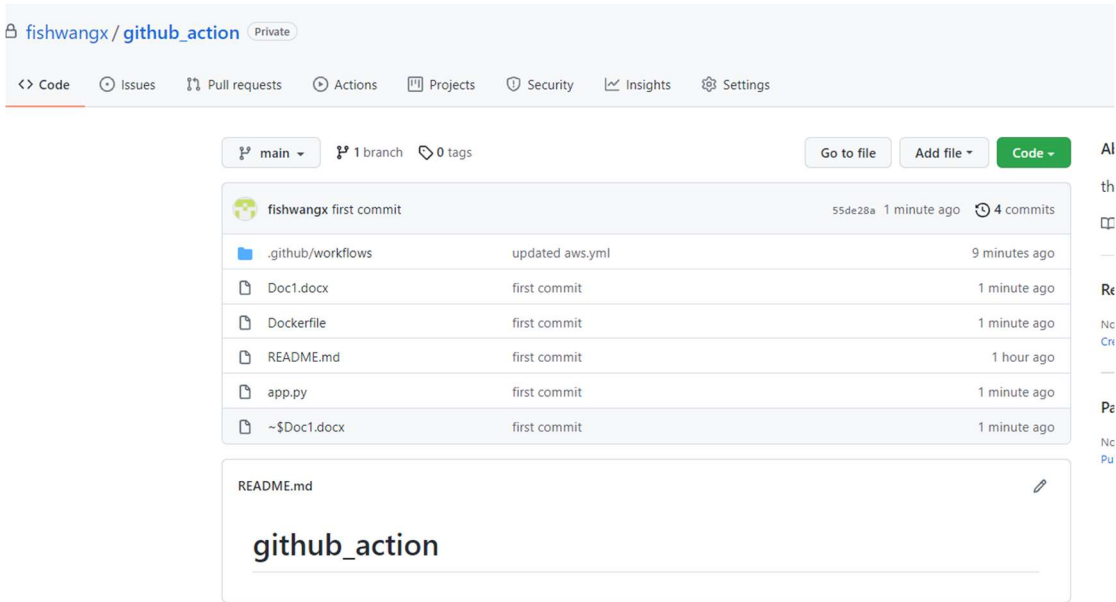 fishwangx / github_action Private
Code Issues Pull requests Actions Projects Security Insights Settings
main 1 branch 0 tags Go to file Add file Code
fishwangx first commit 55de28a 1 minute ago 4 commits
.github/workflows updated aws.yml 9 minutes ago
Doc1.docx first commit 1 minute ago
Dockerfile first commit 1 minute ago
README.md first commit 1 hour ago
app.py first commit 1 minute ago
~$Doc1.docx first commit 1 minute ago
README.md
github_action